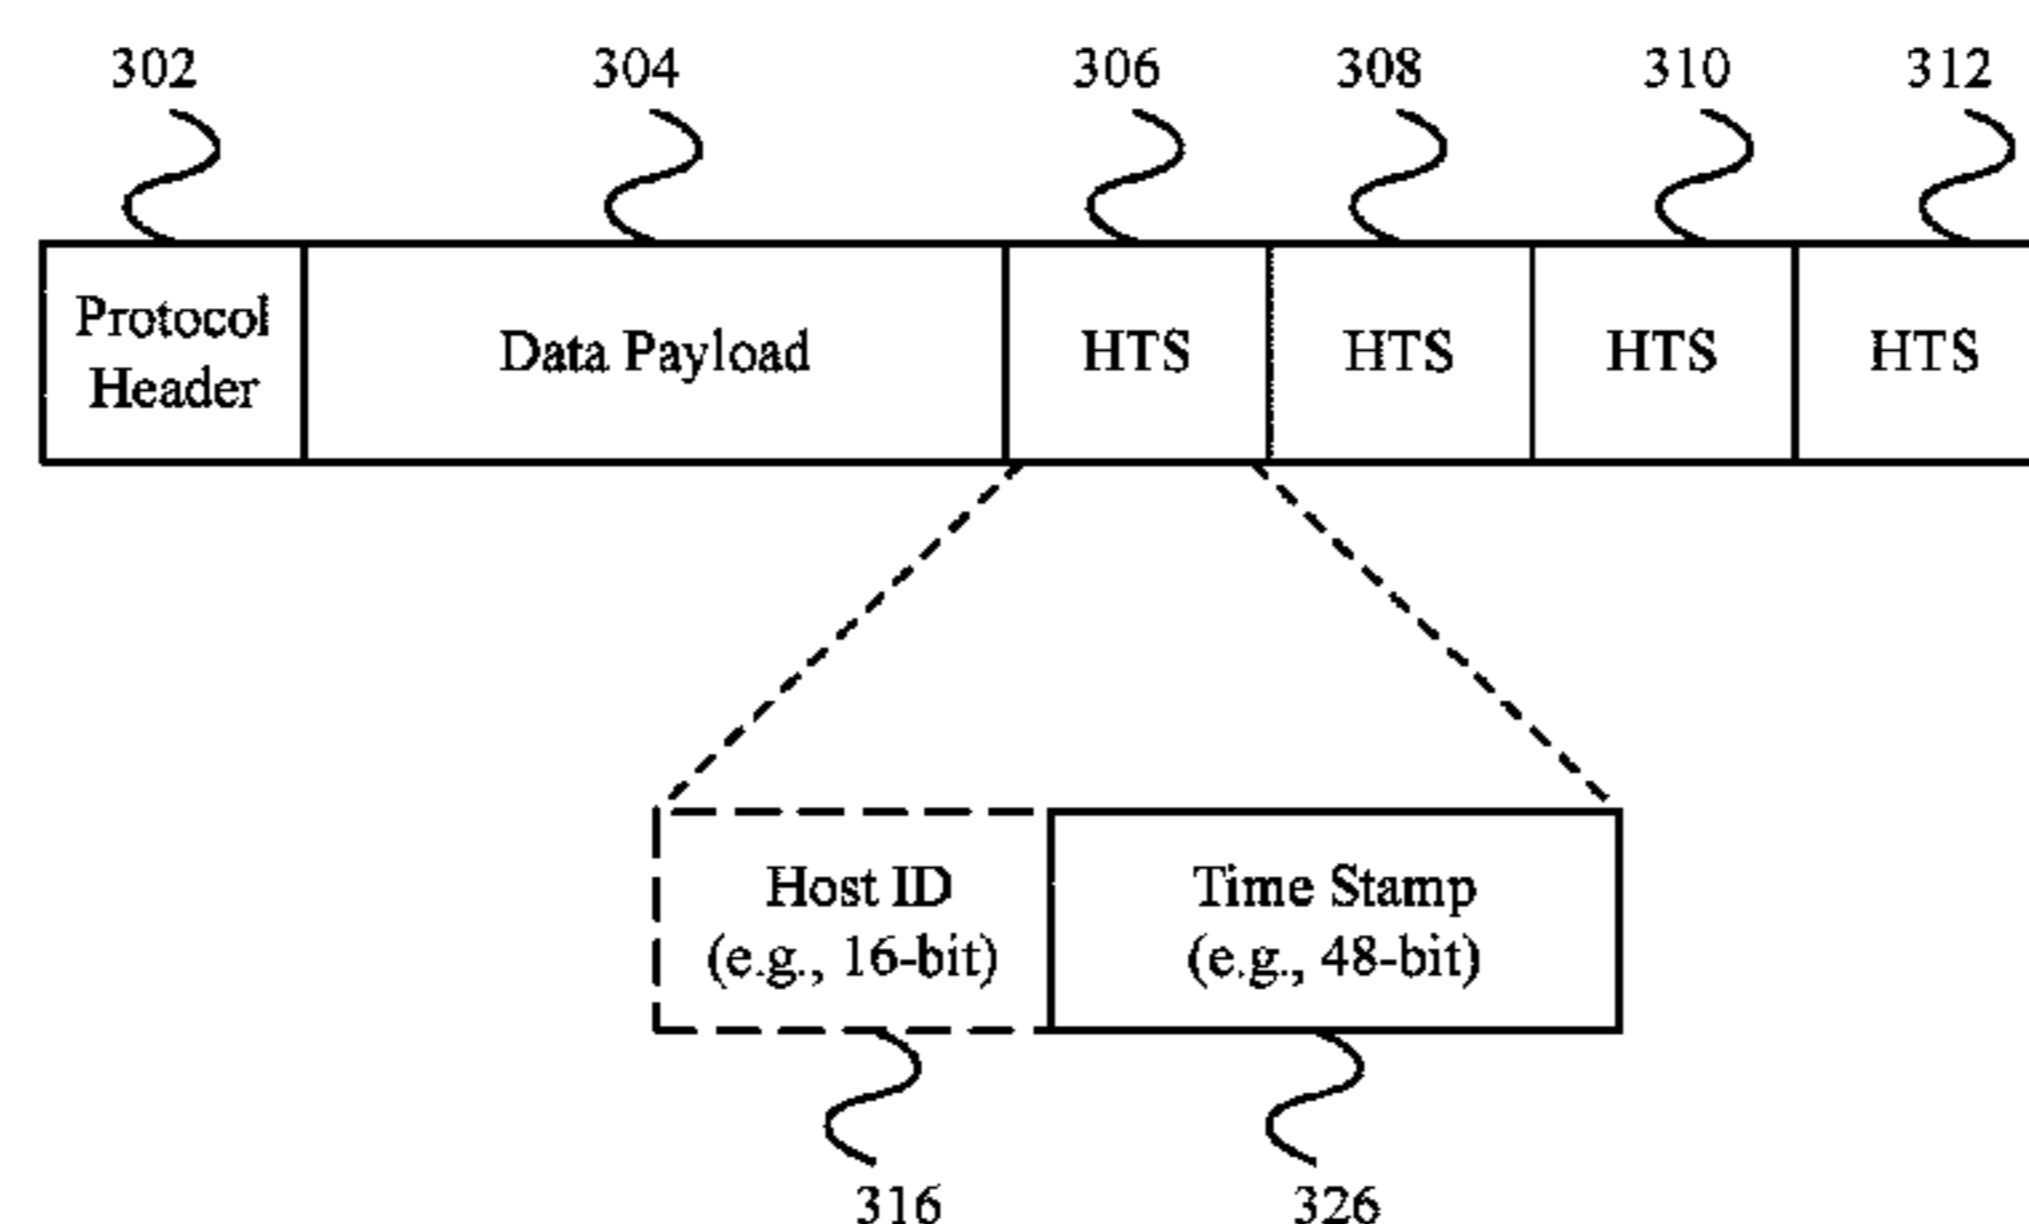 302 304 306 308 310 312
Protocol
Header
Data Payload
HTS
HTS
HTS
HTS
Host ID
(e.g., 16-bit)
Time Stamp
(e.g., 48-bit)
316 326